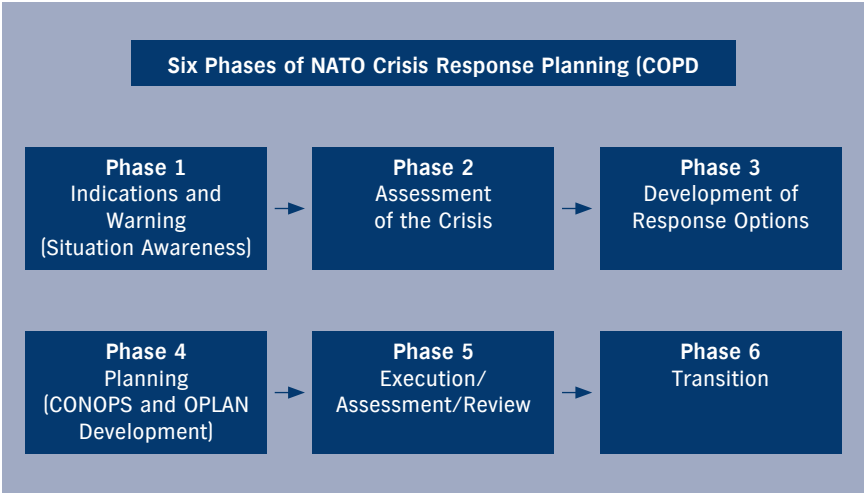 Six Phases of NATO Crisis Response Planning (COPD
Phase 1
Indications and
Warning
(Situation Awareness)
Phase 2
Assessment
of the Crisis
Phase 3
Development of
Response Options
Phase 4
Planning
(CONOPS and OPLAN
Development)
Phase 5
Execution/
Assessment/Review
Phase 6
Transition